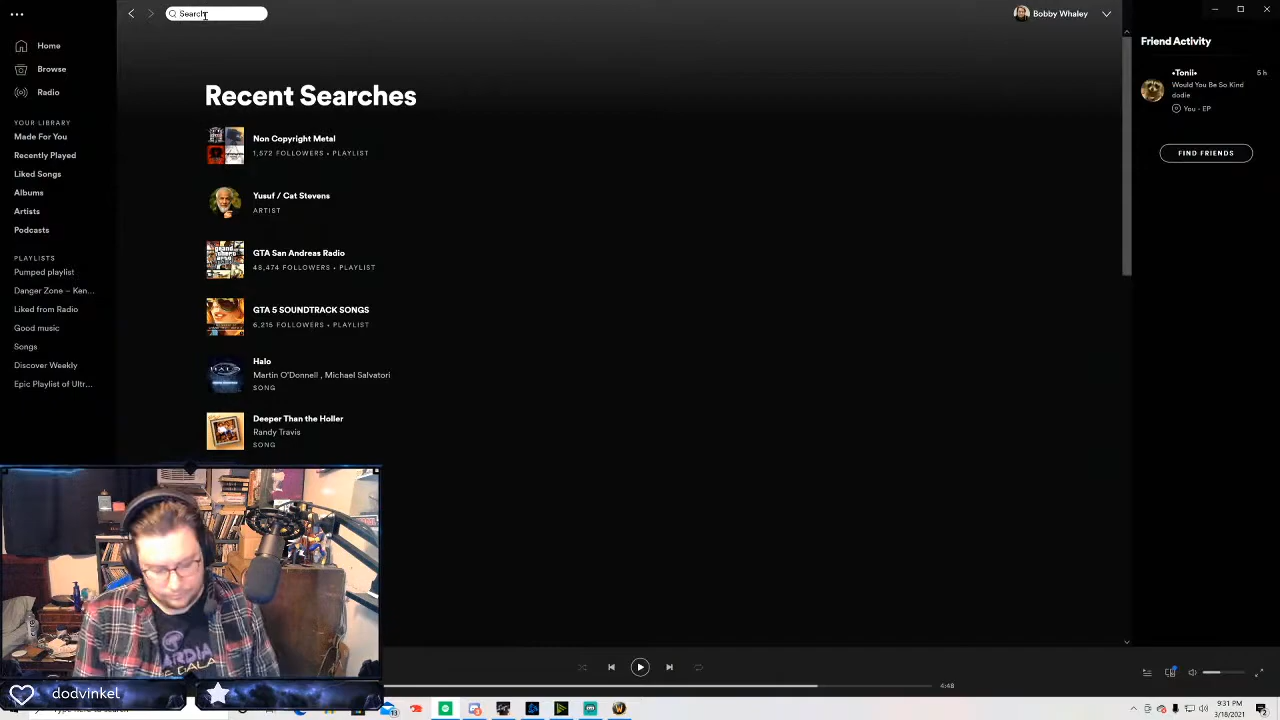 Search
Bobby Whaley
Home
Browse
Radio
YOUR LIBRARY
Made For You
Recently Played
Liked Songs
Albums
Artists
Podcasts
PLAYLISTS
Pumped playlist
Danger Zone – Ken...
Liked from Radio
Good music
Songs
Discover Weekly
Epic Playlist of Ultr...
Recent Searches
Non Copyright Metal
1,572 FOLLOWERS • PLAYLIST
Yusuf / Cat Stevens
ARTIST
GTA San Andreas Radio
48,474 FOLLOWERS • PLAYLIST
GTA 5 SOUNDTRACK SONGS
6,215 FOLLOWERS • PLAYLIST
Halo
Martin O'Donnell , Michael Salvatori
SONG
Deeper Than the Holler
Randy Travis
SONG
Friend Activity
•Tonii•
5 h
Would You Be So Kind
dodie
You - EP
FIND FRIENDS
4:48
dodvinkel
9:31 PM
3/18/2021